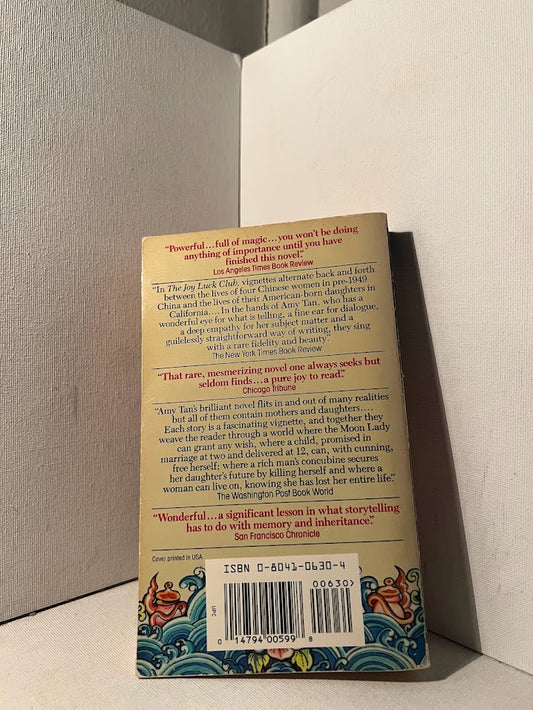 “Powerful...full of magic...you won't be doing
anything of importance until you have
finished this novel.”
Los Angeles Times Book Review
“In The Joy Luck Club, vignettes alternate back and forth
between the lives of four Chinese women in pre-1949
China and the lives of their American-born daughters in
California.... In the hands of Amy Tan, who has a
wonderful eye for what is telling, a fine ear for dialogue,
a deep empathy for her subject matter and a
guilelessly straightforward way of writing, they sing
with a rare fidelity and beauty.”
The New York Times Book Review
“That rare, mesmerizing novel one always seeks but
seldom finds...a pure joy to read.”
Chicago Tribune
“Amy Tan's brilliant novel flits in and out of many realities
but all of them contain mothers and daughters....
Each story is a fascinating vignette, and together they
weave the reader through a world where the Moon Lady
can grant any wish, where a child, promised in
marriage at two and delivered at 12, can, with cunning,
free herself; where a rich man's concubine secures
her daughter's future by killing herself and where a
woman can live on, knowing she has lost her entire life.”
The Washington Post Book World
“Wonderful...a significant lesson in what storytelling
has to do with memory and inheritance.”
San Francisco Chronicle
Cover printed in USA
ISBN 0-8041-0630-4
00630
UPC
0 14794 00599 8